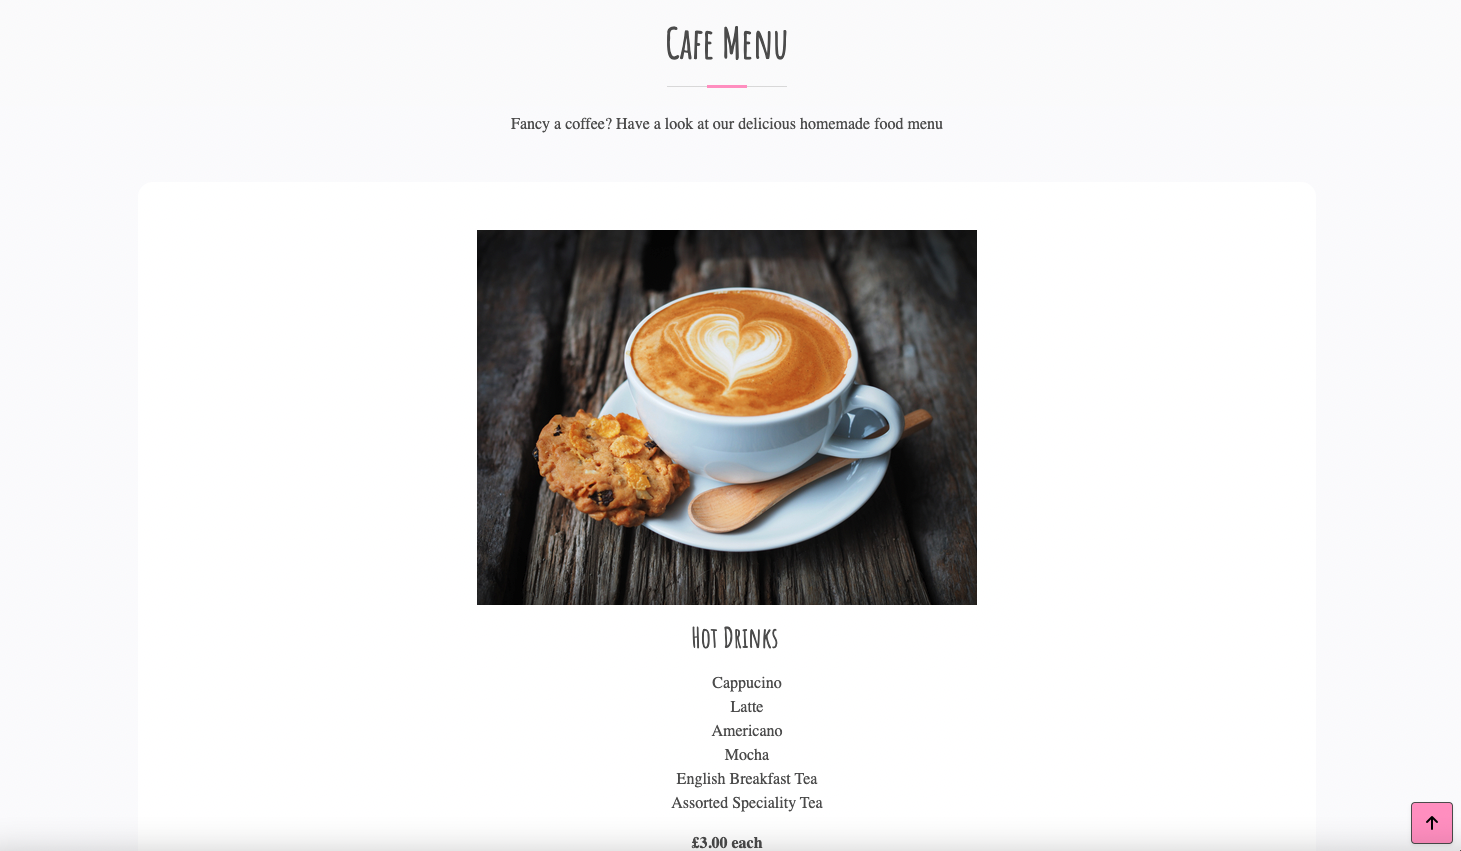 Cafe Menu
Fancy a coffee? Have a look at our delicious homemade food menu
Hot Drinks
Cappucino
Latte
Americano
Mocha
English Breakfast Tea
Assorted Speciality Tea
£3.00 each